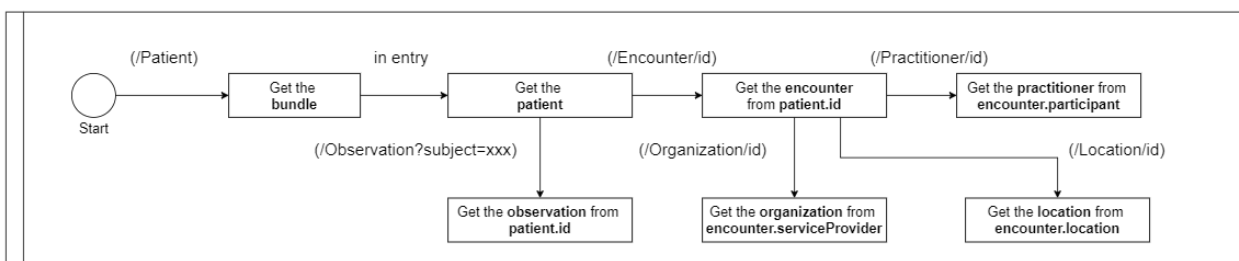 (/Patient)
in entry
(/Encounter/id)
(/Practitioner/id)
Start
Get the
bundle
Get the
patient
Get the encounter
from patient.id
Get the practitioner from
encounter.participant
(/Observation?subject=xxx)
(/Organization/id)
(/Location/id)
Get the observation from
patient.id
Get the organization from
encounter.serviceProvider
Get the location from
encounter.location